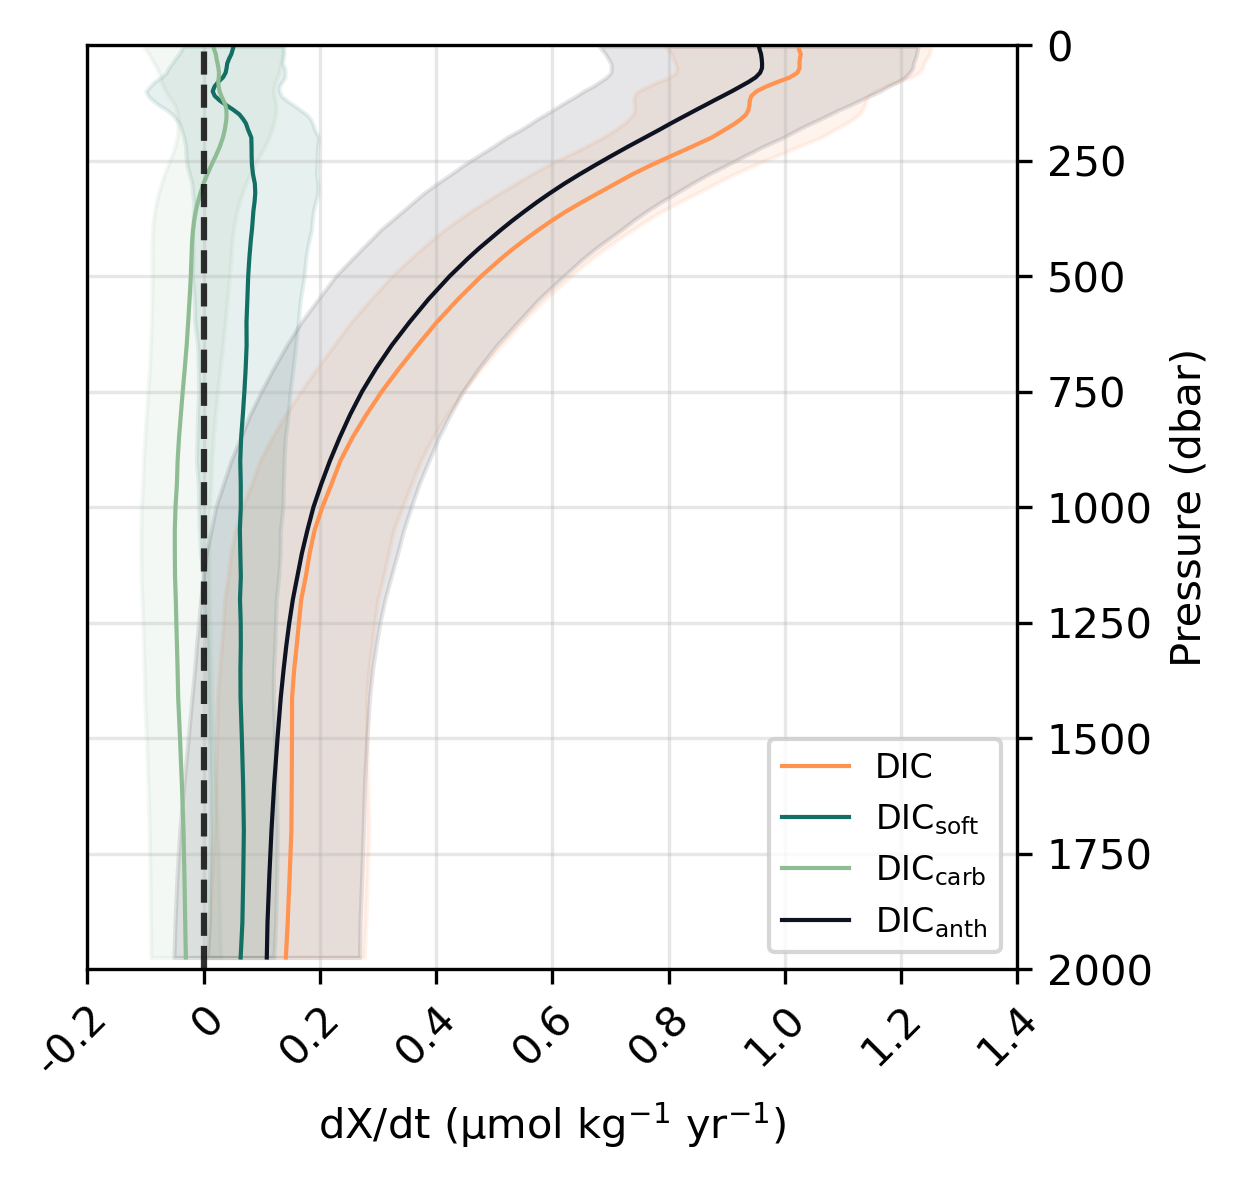 0
250
500
750
1000
1250
1500
1750
2000
Pressure (dbar)
DIC
DICsoft
DICcarb
DICanth
-0.2 0 0.2 0.4 0.6 0.8 1.0 1.2 1.4
dX/dt (µmol kg⁻¹ yr⁻¹)